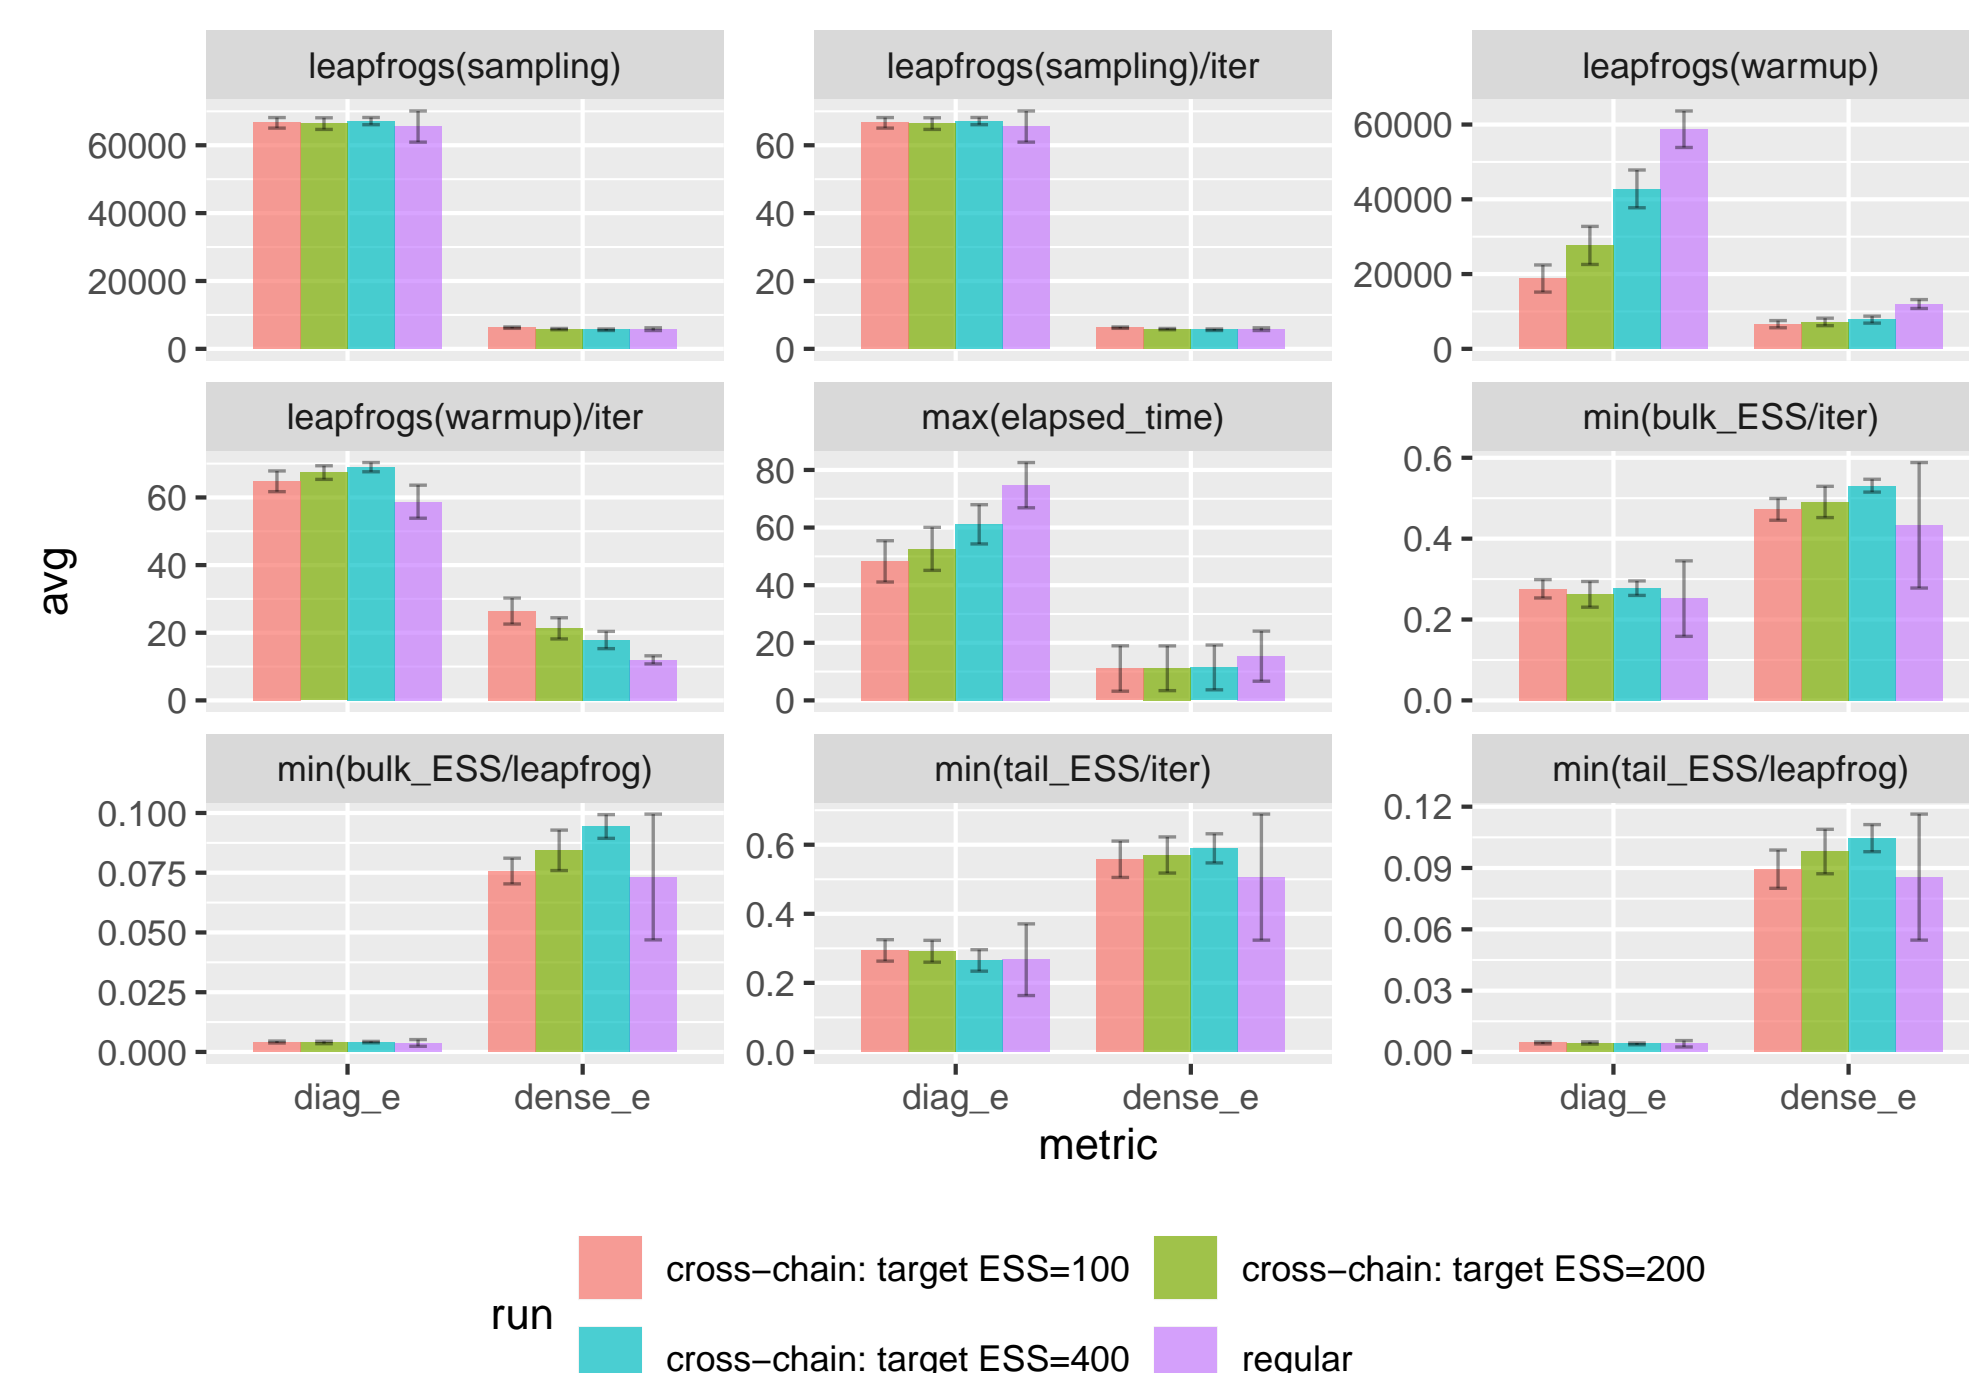 leapfrogs(sampling)
leapfrogs(sampling)/iter
leapfrogs(warmup)
60000
40000
20000
0
60
40
20
0
60000
40000
20000
0
leapfrogs(warmup)/iter
max(elapsed_time)
min(bulk_ESS/iter)
60
40
20
0
80
60
40
20
0
0.6
0.4
0.2
0.0
avg
min(bulk_ESS/leapfrog)
min(tail_ESS/iter)
min(tail_ESS/leapfrog)
0.100
0.075
0.050
0.025
0.000
0.6
0.4
0.2
0.0
0.12
0.09
0.06
0.03
0.00
diag_e dense_e
diag_e dense_e
diag_e dense_e
metric
run
cross−chain: target ESS=100
cross−chain: target ESS=200
cross−chain: target ESS=400
regular